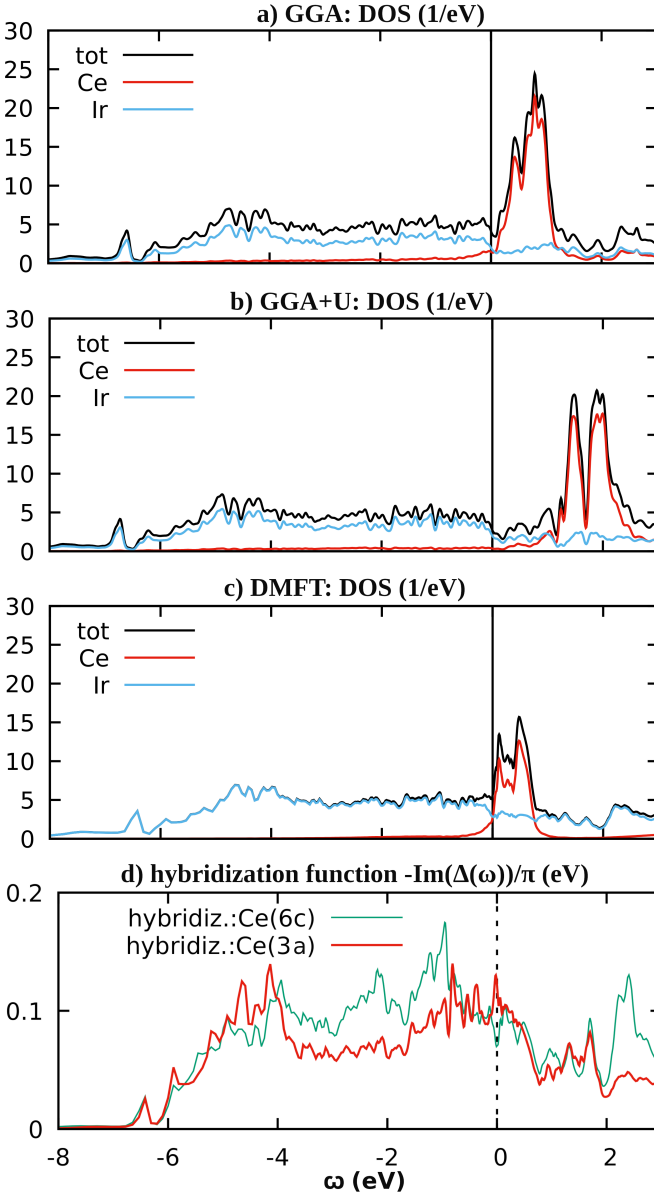 a) GGA: DOS (1/eV)
30
25
20
15
10
5
0
tot
Ce
Ir
b) GGA+U: DOS (1/eV)
30
25
20
15
10
5
0
tot
Ce
Ir
c) DMFT: DOS (1/eV)
30
25
20
15
10
5
0
tot
Ce
Ir
d) hybridization function -Im(Δ(ω))/π (eV)
0.2
0.1
0
hybridiz.:Ce(6c)
hybridiz.:Ce(3a)
-8 -6 -4 -2 0 2
ω (eV)